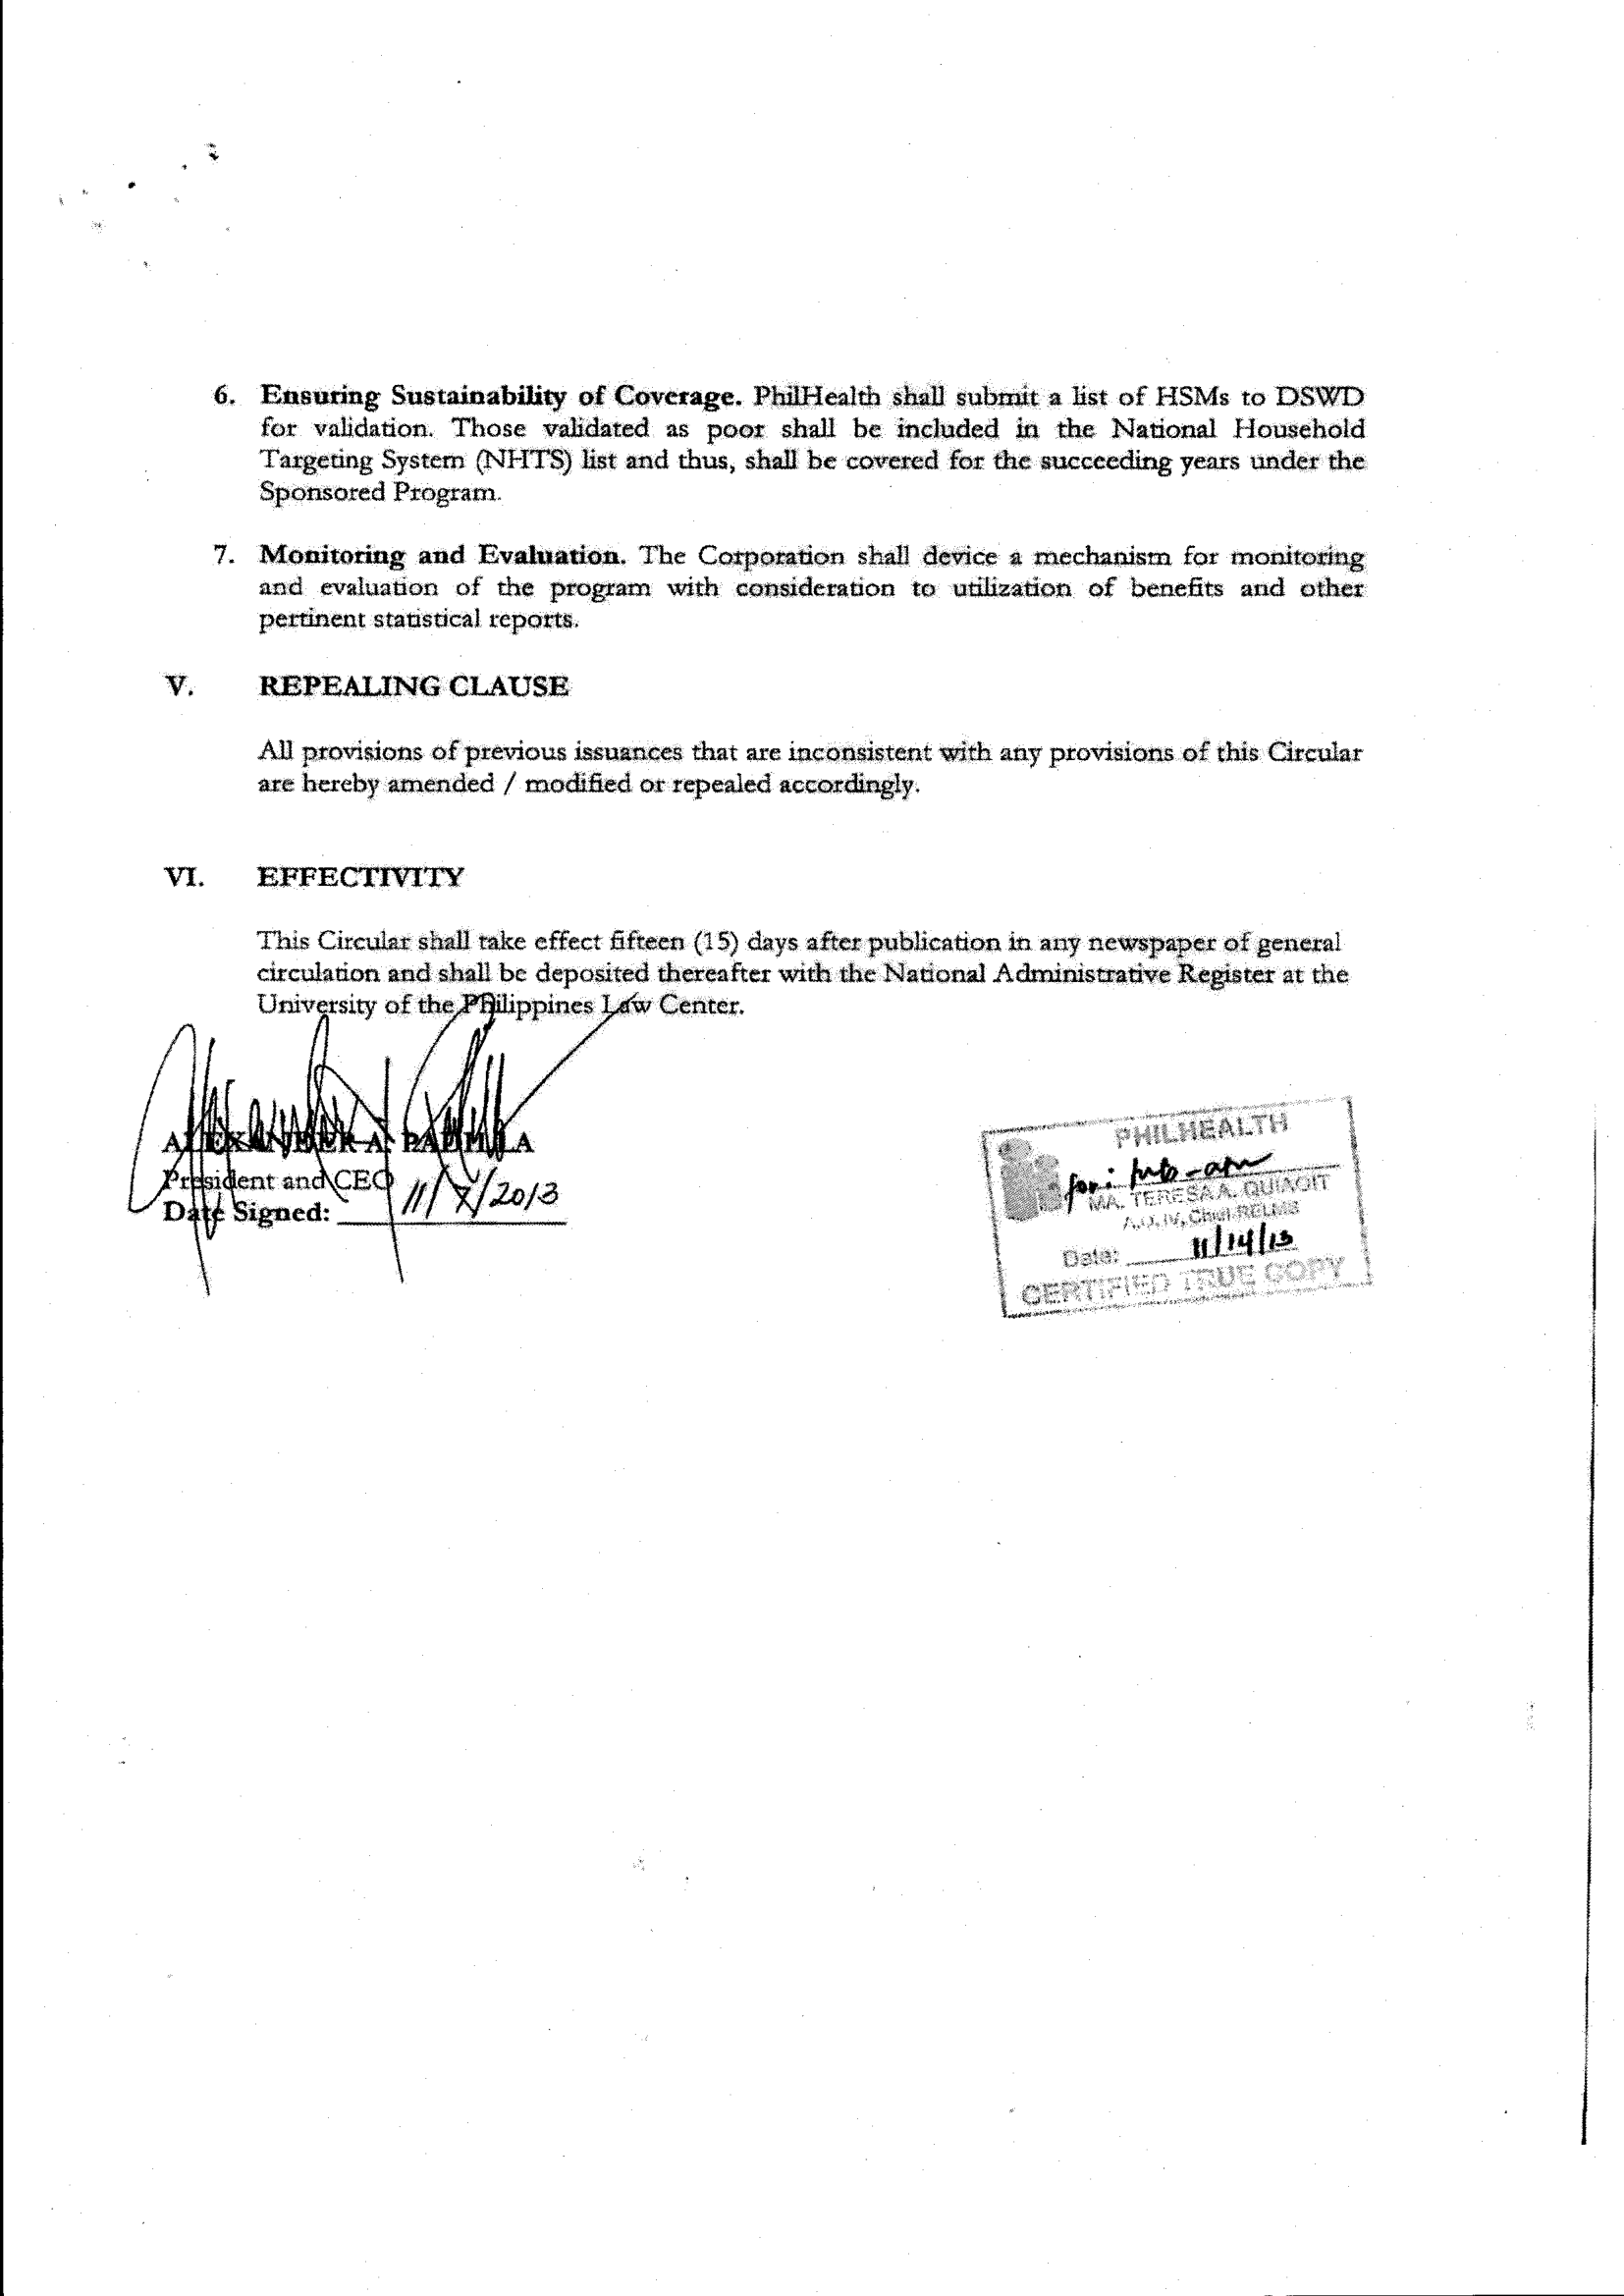 6. Ensuring Sustainability of Coverage. PhilHealth shall submit a list of HSMs to DSWD
for validation. Those validated as poor shall be included in the National Household
Targeting System (NHTS) list and thus, shall be covered for the succeeding years under the
Sponsored Program.
7. Monitoring and Evaluation. The Corporation shall device a mechanism for monitoring
and evaluation of the program with consideration to utilization of benefits and other
pertinent statistical reports.
V. REPEALING CLAUSE
All provisions of previous issuances that are inconsistent with any provisions of this Circular
are hereby amended / modified or repealed accordingly.
VI. EFFECTIVITY
This Circular shall take effect fifteen (15) days after publication in any newspaper of general
circulation and shall be deposited thereafter with the National Administrative Register at the
University of the Philippines Law Center.
ALEXANDER A. PADILLA
President and CEO
Date Signed: 11/7/2013
PHILHEALTH
for:
MA. TERESA A. QUIAOIT
A.O. IV, Chief-RELMS
Date: 11/14/13
CERTIFIED TRUE COPY